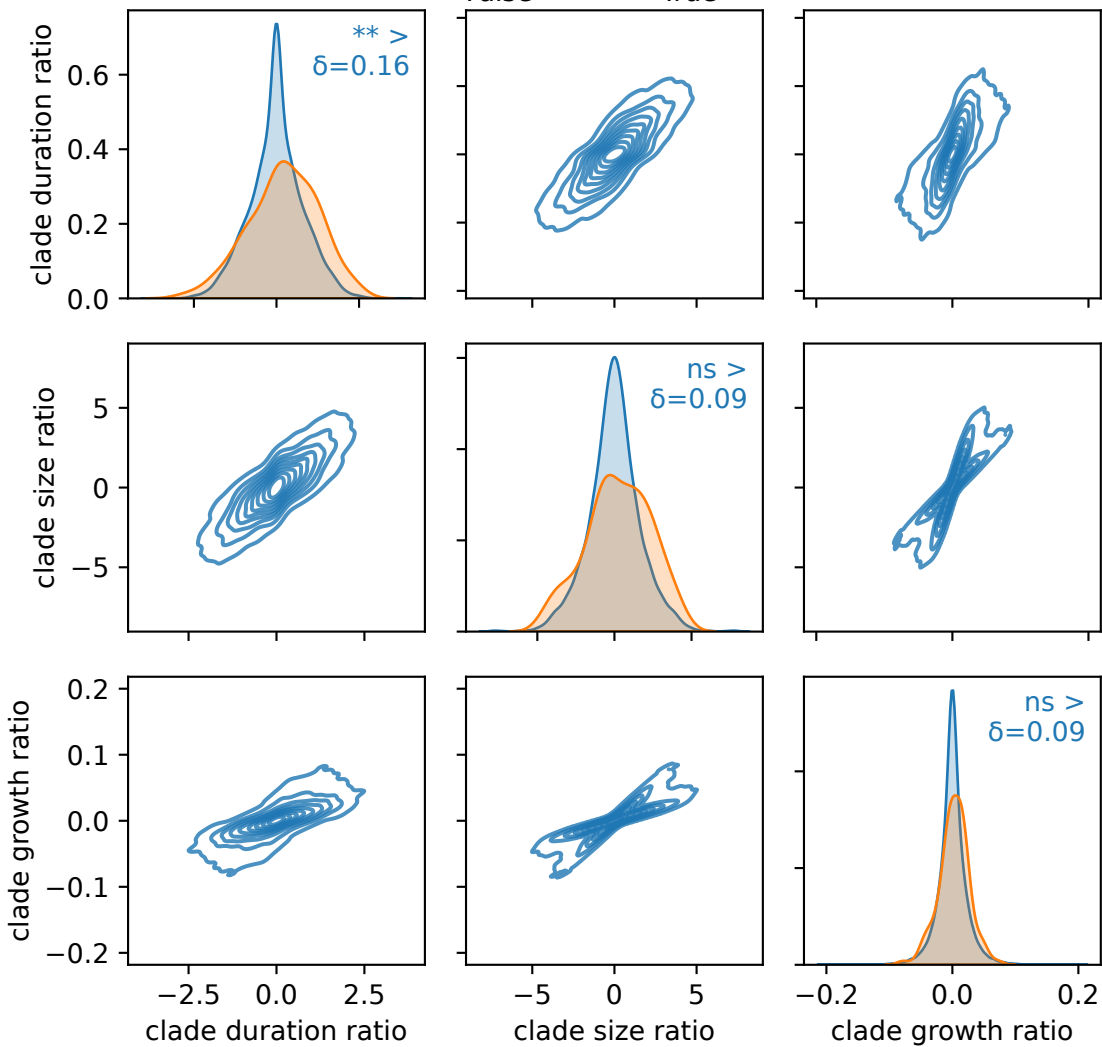 False True
clade duration ratio
0.6
0.4
0.2
0.0
** >
δ=0.16
clade size ratio
5
0
−5
ns >
δ=0.09
clade growth ratio
0.2
0.1
0.0
−0.1
−0.2
ns >
δ=0.09
−2.5 0.0 2.5
−5 0 5
−0.2 0.0 0.2
clade duration ratio
clade size ratio
clade growth ratio